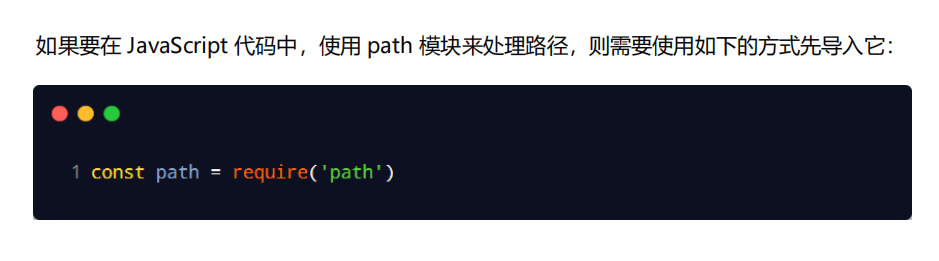 如果要在 JavaScript 代码中，使用 path 模块来处理路径，则需要使用如下的方式先导入它：
1 const path = require('path')